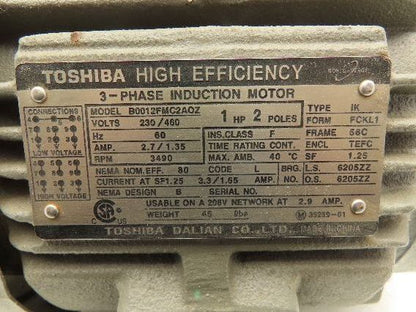 TOSHIBA HIGH EFFICIENCY
3-PHASE INDUCTION MOTOR
CONNECTIONS
LOW VOLTAGE
HIGH VOLTAGE
MODEL B0012FMC2AOZ 1 HP 2 POLES TYPE IK
VOLTS 230/460 FORM FCKL1
Hz 60 INS.CLASS F FRAME 56C
AMP. 2.7/1.35 TIME RATING CONT. ENCL TEFC
RPM 3490 MAX. AMB. 40 °C SF 1.25
NEMA NOM.EFF. 80 CODE L BRG. L.S. 6205ZZ
CURRENT AT SF1.25 3.3/1.65 AMP. NO. O.S. 6205ZZ
NEMA DESIGN B SERIAL NO.
USABLE ON A 208V NETWORK AT 2.9 AMP.
WEIGHT 45 lbs M 35299-01
TOSHIBA DALIAN CO.,LTD. MADE IN CHINA
C US